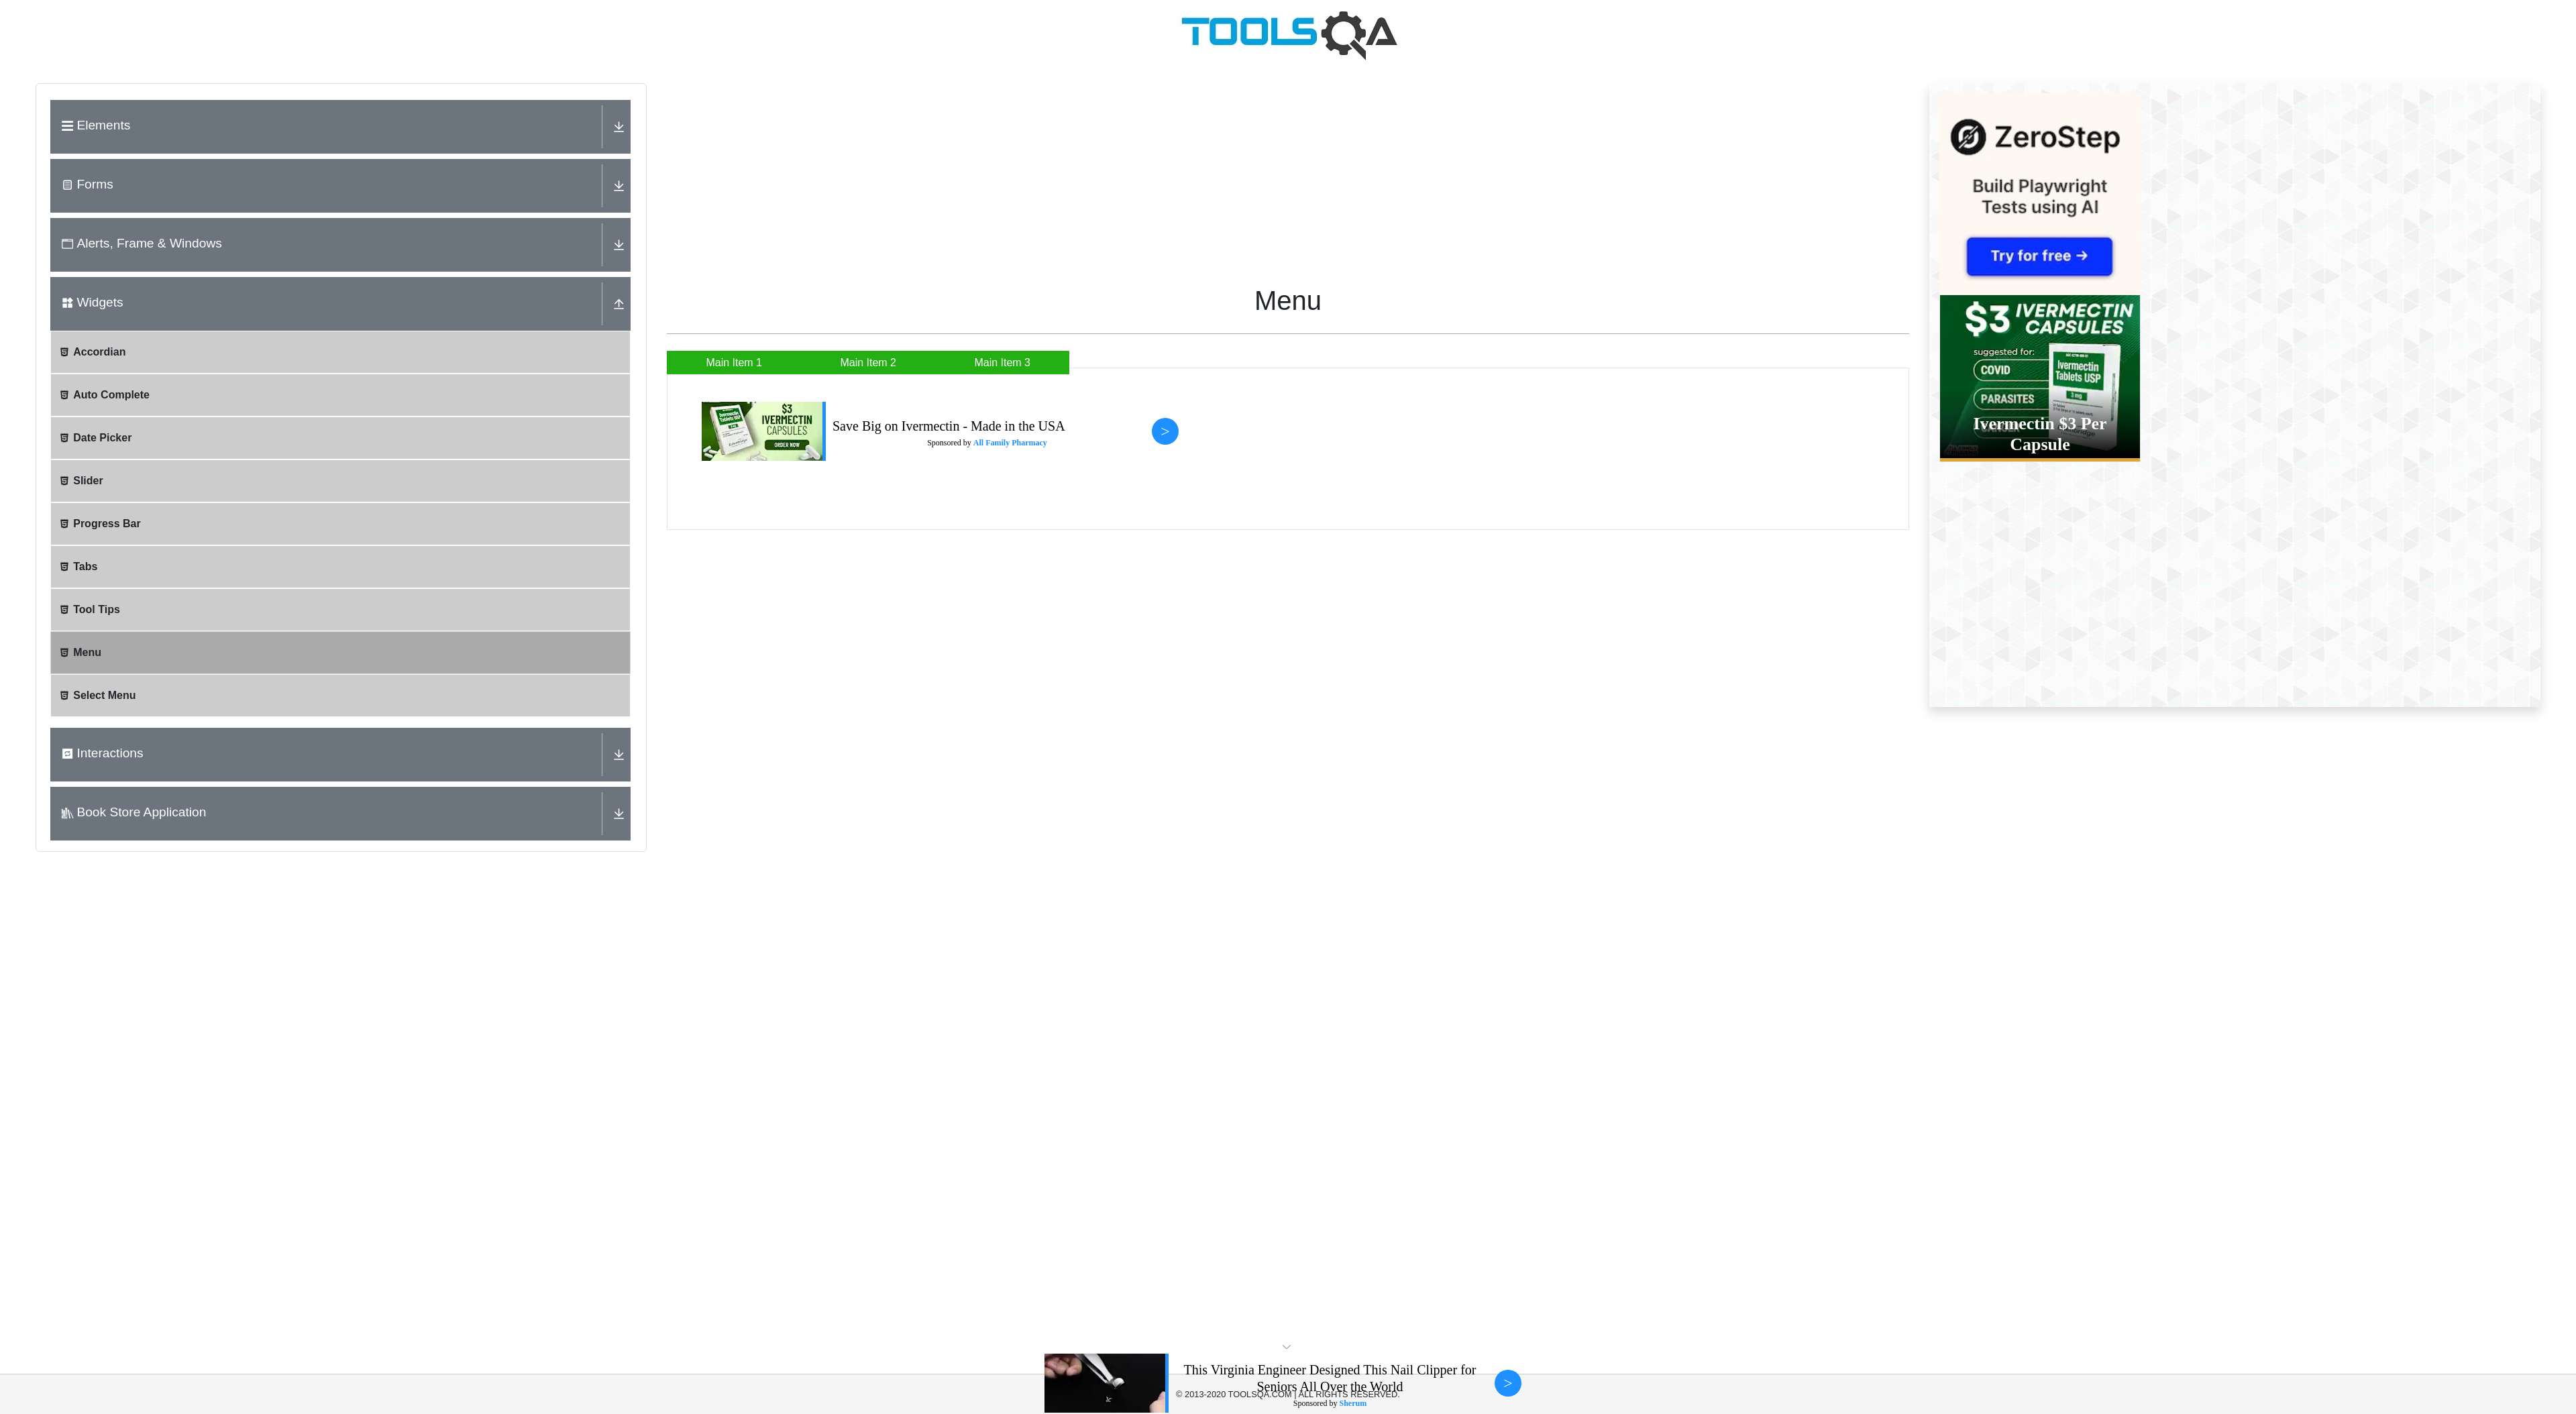 TOOLSQA
Elements
Forms
Alerts, Frame & Windows
Widgets
Accordian
Auto Complete
Date Picker
Slider
Progress Bar
Tabs
Tool Tips
Menu
Select Menu
Interactions
Book Store Application
Menu
Main Item 1
Main Item 2
Main Item 3
$3
IVERMECTIN
CAPSULES
ORDER NOW
Ivermectin
Tablets USP
Save Big on Ivermectin - Made in the USA
Sponsored by All Family Pharmacy
>
ZeroStep
Build Playwright
Tests using AI
Try for free →
$3 IVERMECTIN
CAPSULES
suggested for:
COVID
PARASITES
Ivermectin
Tablets USP
3 mg
Ivermectin $3 Per
Capsule
This Virginia Engineer Designed This Nail Clipper for
Seniors All Over the World
Sponsored by Sherum
>
© 2013-2020 TOOLSQA.COM | ALL RIGHTS RESERVED.